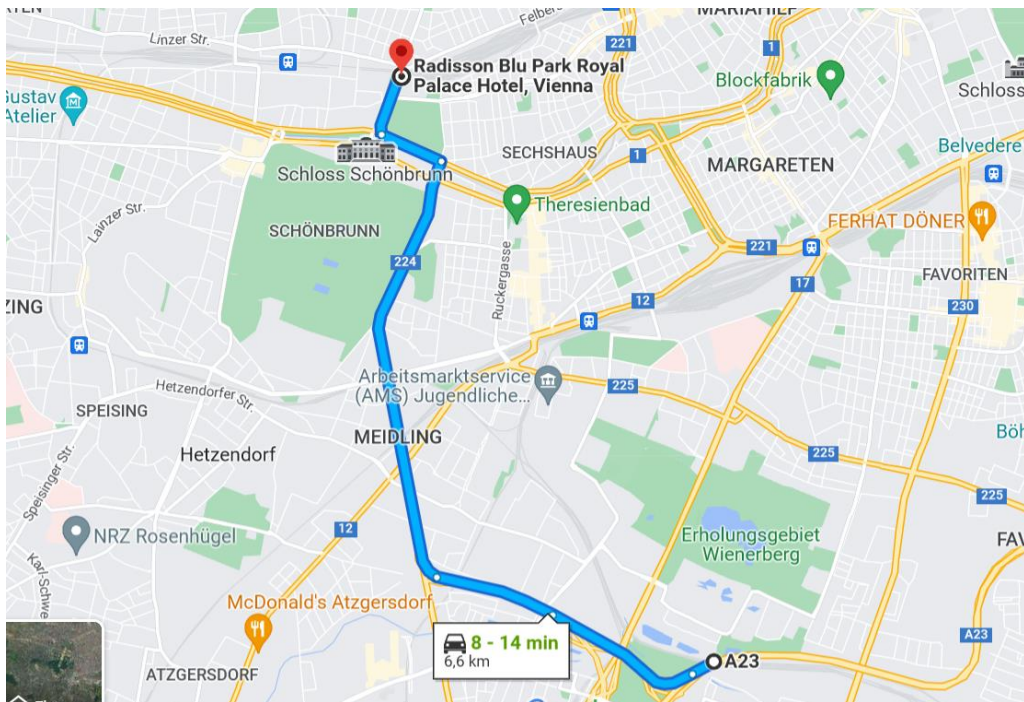 MARIAHILF
Felbers
Linzer Str.
221
1
Radisson Blu Park Royal
Palace Hotel, Vienna
Blockfabrik
Schloss
Gustav
Atelier
SECHSHAUS
1
Belvedere
MARGARETEN
Schloss Schönbrunn
Theresienbad
FERHAT DÖNER
Lainzer Str.
SCHÖNBRUNN
221
224
FAVORITEN
Ruckergasse
17
ZING
12
230
Arbeitsmarktservice
(AMS) Jugendliche...
225
Hetzendorfer Str.
SPEISING
MEIDLING
Böh
Hetzendorf
225
Speisinger Str.
225
12
NRZ Rosenhügel
Erholungsgebiet
Wienerberg
FAV
Karl-Schwe
McDonald's Atzgersdorf
A23
8 - 14 min
6,6 km
A23
ATZGERSDORF